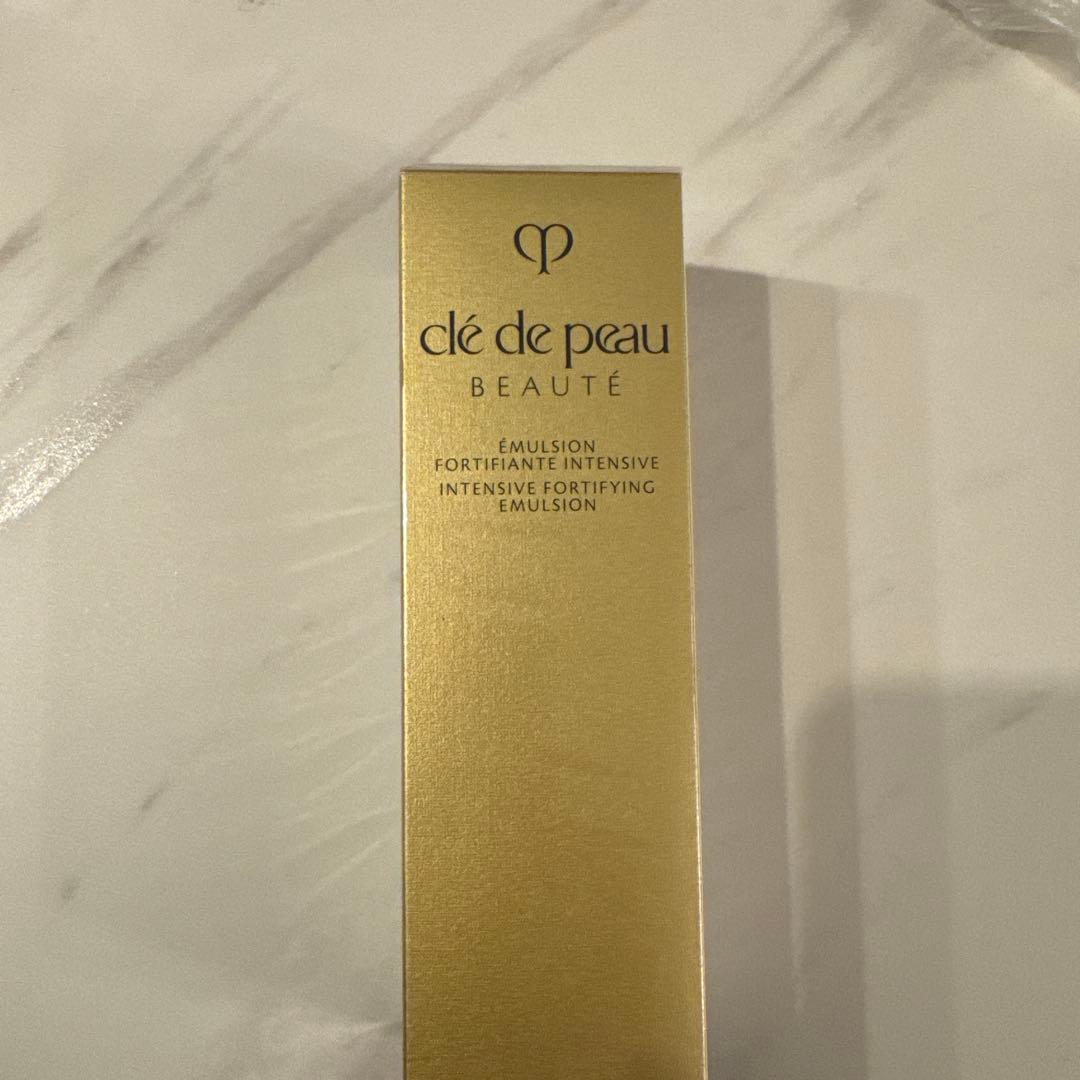 clé de peau
BEAUTÉ
ÉMULSION
FORTIFIANTE INTENSIVE
INTENSIVE FORTIFYING
EMULSION